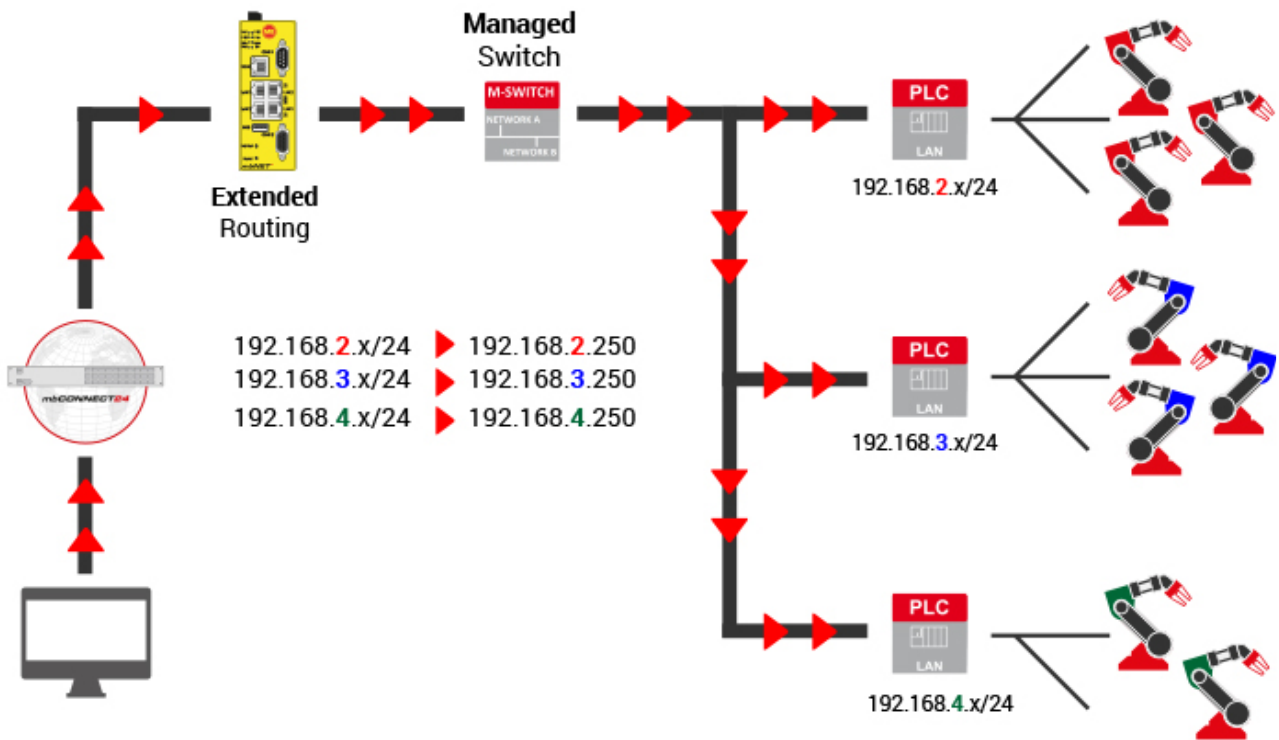 Managed
Switch
M-SWITCH
NETWORK A
NETWORK B
PLC
LAN
192.168.2.x/24
mbNET
Extended
Routing
192.168.2.x/24 192.168.2.250
192.168.3.x/24 192.168.3.250
192.168.4.x/24 192.168.4.250
mbCONNECT24
PLC
LAN
192.168.3.x/24
PLC
LAN
192.168.4.x/24